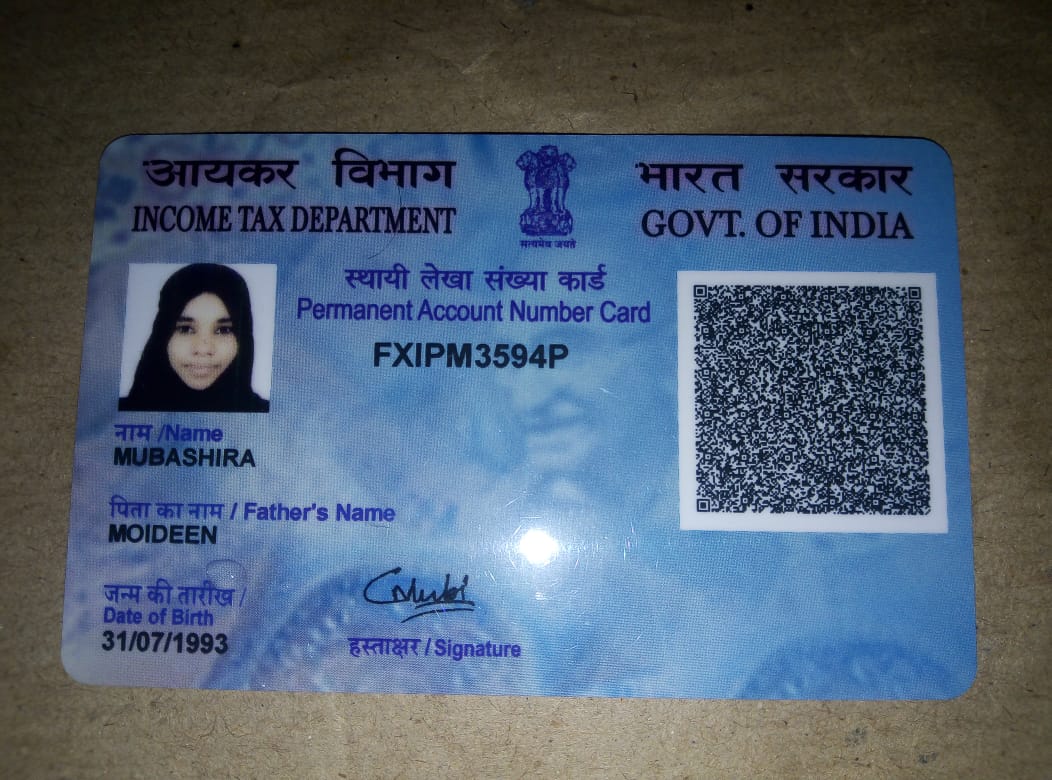 आयकर विभाग
INCOME TAX DEPARTMENT
सत्यमेव जयते
भारत सरकार
GOVT. OF INDIA
स्थायी लेखा संख्या कार्ड
Permanent Account Number Card
FXIPM3594P
नाम /Name
MUBASHIRA
पिता का नाम / Father's Name
MOIDEEN
जन्म की तारीख /
Date of Birth
31/07/1993
हस्ताक्षर / Signature